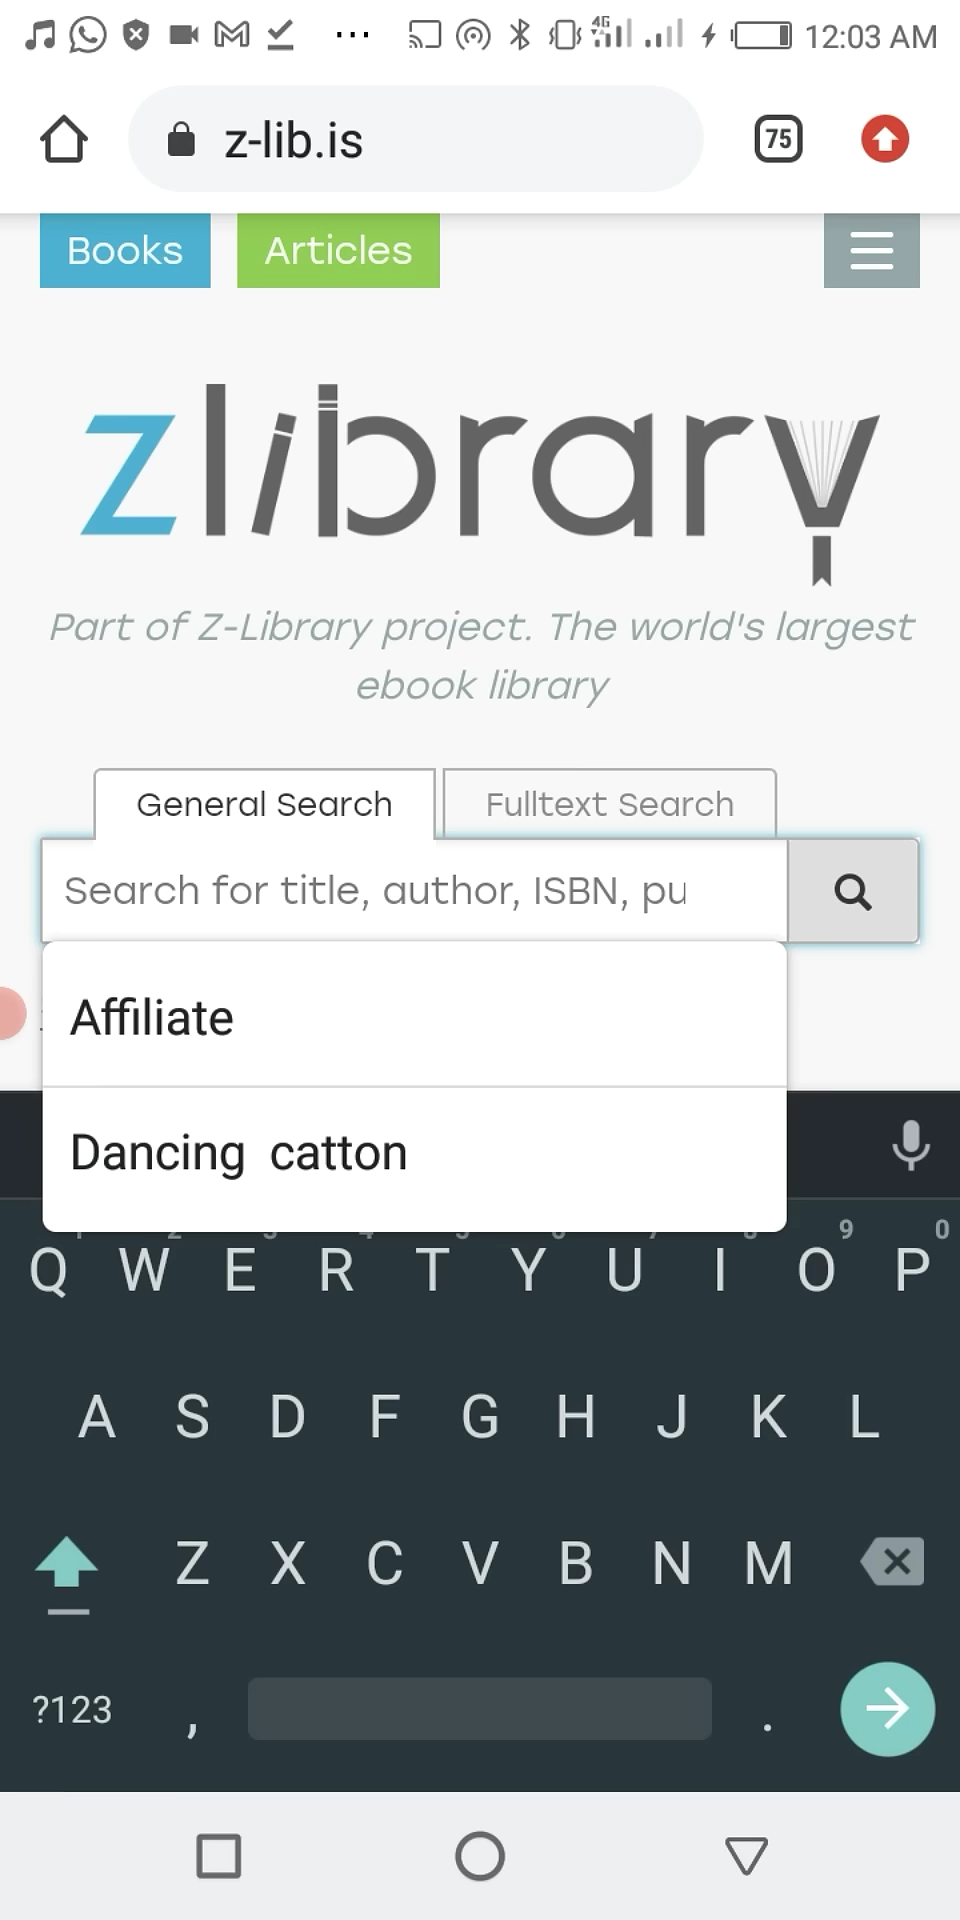 4G 12:03 AM
z-lib.is 75
Books Articles
zlibrary
Part of Z-Library project. The world's largest
ebook library
General Search Fulltext Search
Search for title, author, ISBN, pu
Affiliate
Dancing catton
9 0
Q W E R T Y U I O P
A S D F G H J K L
Z X C V B N M
?123 , .